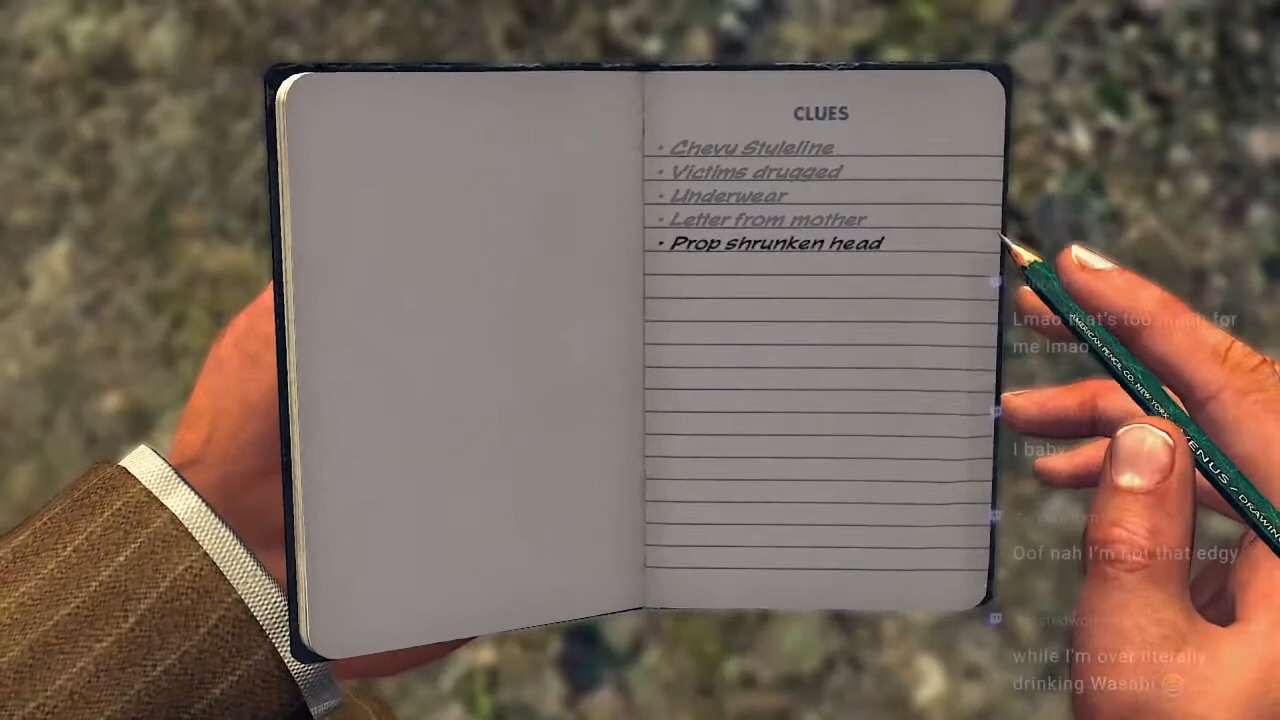 CLUES
• Chevy Styleline
• Victims drugged
• Underwear
• Letter from mother
• Prop shrunken head
AMERICAN PENCIL CO. NEW YORK
VENUS / DRAWING
Lmao that's too much for
me lmao
I baby
Oof nah I'm not that edgy
while I'm over literally
drinking Wasabi 😂